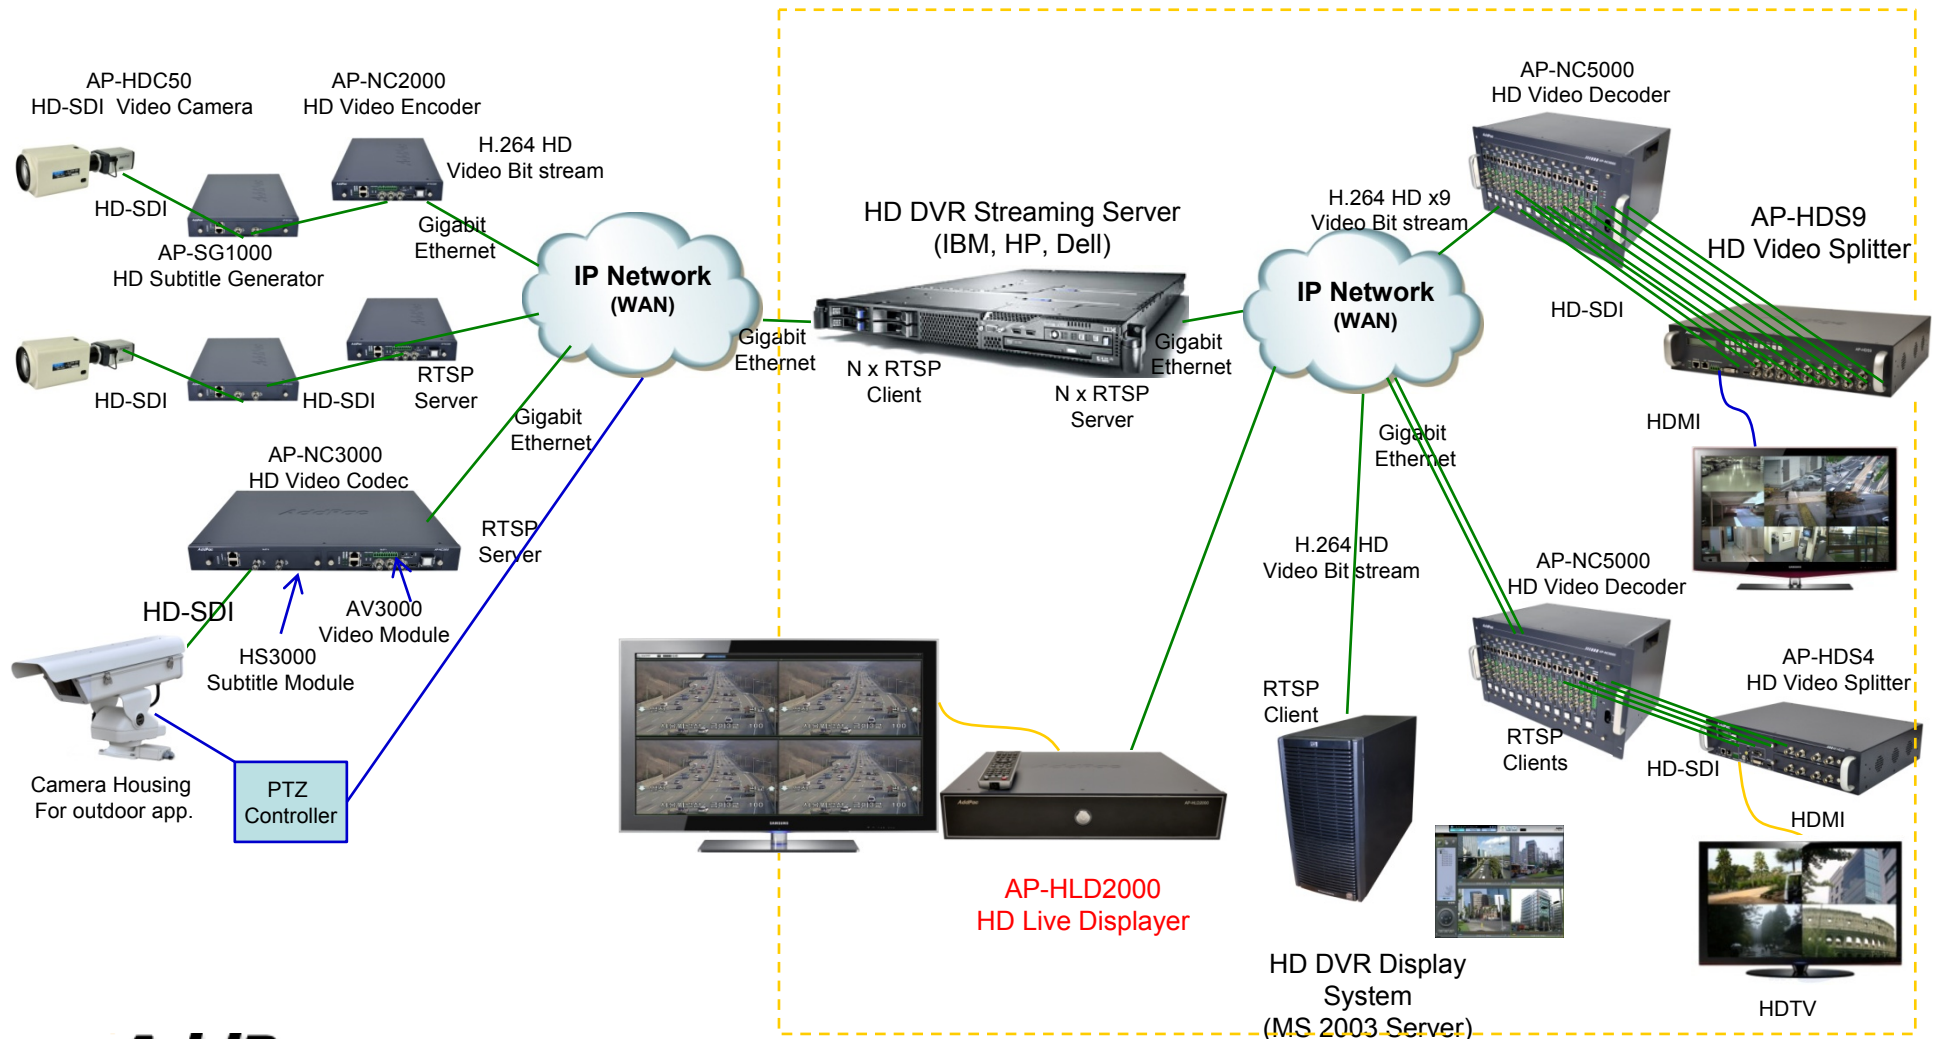 AP-HDC50
HD-SDI  Video Camera
AP-NC2000
HD Video Encoder
H.264 HD
Video Bit stream
HD-SDI
AP-SG1000
HD Subtitle Generator
Gigabit
Ethernet
IP Network
(WAN)
HD-SDI
HD-SDI
RTSP
Server
Gigabit
Ethernet
AP-NC3000
HD Video Codec
AddPac
RTSP
Server
HD-SDI
AV3000
Video Module
HS3000
Subtitle Module
Camera Housing
For outdoor app.
PTZ
Controller
Gigabit
Ethernet
HD DVR Streaming Server
(IBM, HP, Dell)
IBM
N x RTSP
Client
N x RTSP
Server
Gigabit
Ethernet
IP Network
(WAN)
H.264 HD x9
Video Bit stream
AP-NC5000
HD Video Decoder
AP-HDS9
HD Video Splitter
HD-SDI
HDMI
Gigabit
Ethernet
H.264 HD
Video Bit stream
AP-NC5000
HD Video Decoder
AP-HDS4
HD Video Splitter
RTSP
Client
RTSP
Clients
HD-SDI
HDMI
SAMSUNG
AddPac
AP-HLD2000
AP-HLD2000
HD Live Displayer
HD DVR Display
System
(MS 2003 Server)
HDTV